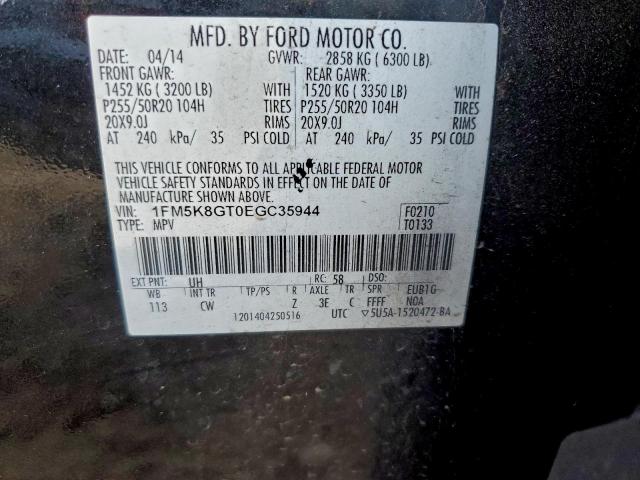 MFD. BY FORD MOTOR CO.
DATE: 04/14 GVWR: 2858 KG ( 6300 LB)
FRONT GAWR: REAR GAWR:
1452 KG ( 3200 LB) WITH 1520 KG ( 3350 LB) WITH
P255/50R20 104H TIRES P255/50R20 104H TIRES
20X9.0J RIMS 20X9.0J RIMS
AT 240 kPa/ 35 PSI COLD AT 240 kPa/ 35 PSI COLD
THIS VEHICLE CONFORMS TO ALL APPLICABLE FEDERAL MOTOR
VEHICLE SAFETY STANDARDS IN EFFECT ON THE DATE OF
MANUFACTURE SHOWN ABOVE.
VIN: 1FM5K8GT0EGC35944 F0210
TYPE: MPV T0133
EXT PNT: UH RC: 58 DSO:
WB INT TR TP/PS R AXLE TR SPR EUB1G
113 CW Z 3E C FFFF N0A
12014042S0516 UTC ▽5U5A-1520472-BA